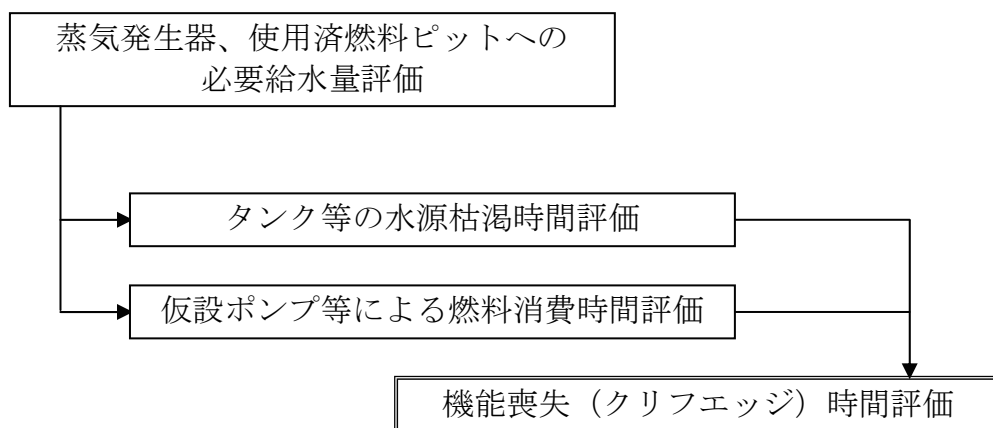 蒸気発生器、使用済燃料ピットへの
必要給水量評価
タンク等の水源枯渇時間評価
仮設ポンプ等による燃料消費時間評価
機能喪失（クリフエッジ）時間評価